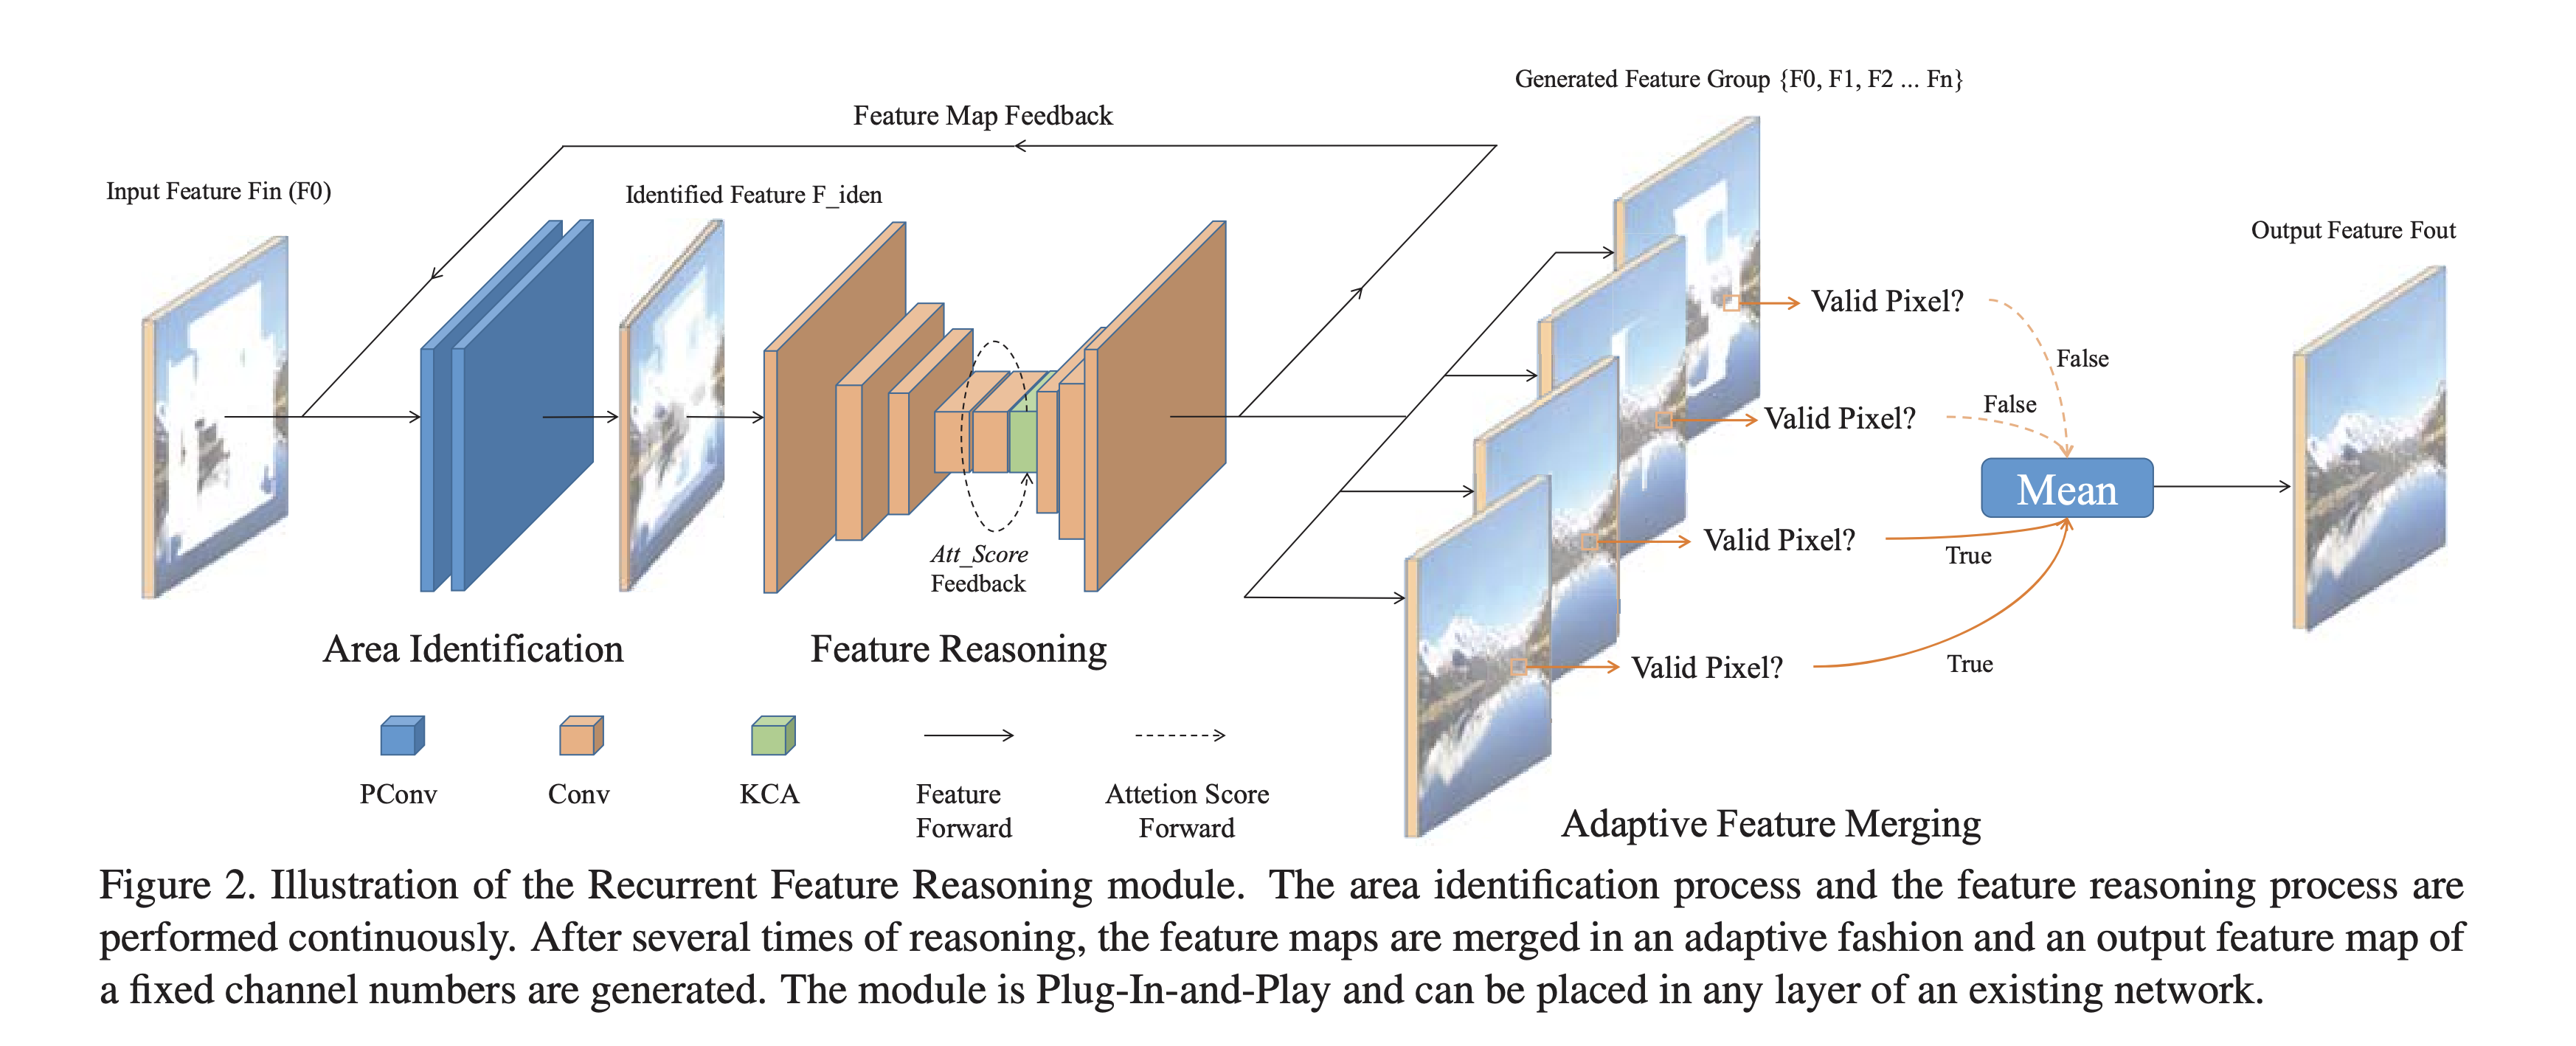 Generated Feature Group {F0, F1, F2 ... Fn}
Feature Map Feedback
Input Feature Fin (F0)
Identified Feature F_iden
Output Feature Fout
Valid Pixel?
False
Valid Pixel?
False
Mean
Valid Pixel?
True
Att_Score
Feedback
Valid Pixel?
True
Area Identification
Feature Reasoning
PConv
Conv
KCA
Feature
Forward
Attetion Score
Forward
Adaptive Feature Merging
Figure 2. Illustration of the Recurrent Feature Reasoning module. The area identification process and the feature reasoning process are
performed continuously. After several times of reasoning, the feature maps are merged in an adaptive fashion and an output feature map of
a fixed channel numbers are generated. The module is Plug-In-and-Play and can be placed in any layer of an existing network.